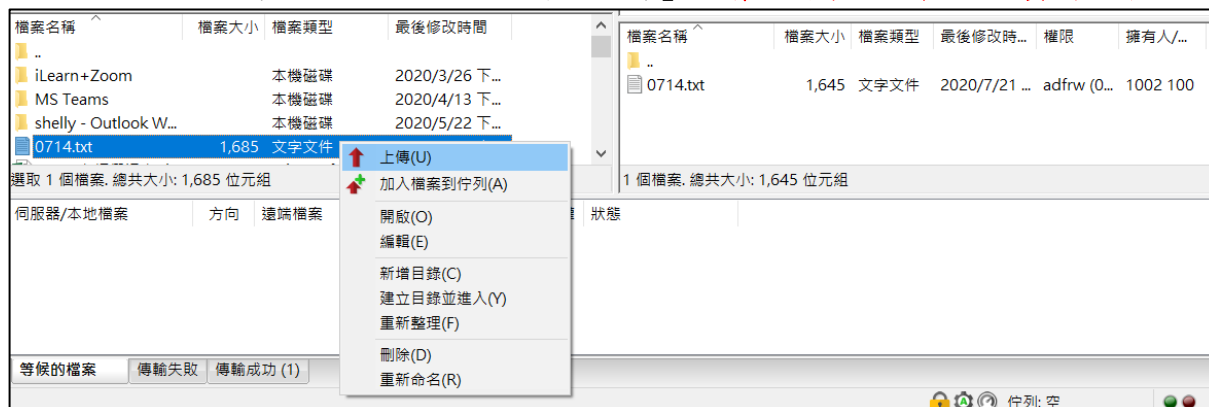 檔案名稱 檔案大小 檔案類型 最後修改時間
..
iLearn+Zoom 本機磁碟 2020/3/26 下...
MS Teams 本機磁碟 2020/4/13 下...
shelly - Outlook W... 本機磁碟 2020/5/22 下...
0714.txt 1,685 文字文件
選取 1 個檔案. 總共大小: 1,685 位元組
檔案名稱 檔案大小 檔案類型 最後修改時... 權限 擁有人/...
..
0714.txt 1,645 文字文件 2020/7/21 ... adfrw (0... 1002 100
1 個檔案. 總共大小: 1,645 位元組
上傳(U)
加入檔案到佇列(A)
開啟(O)
編輯(E)
新增目錄(C)
建立目錄並進入(Y)
重新整理(F)
刪除(D)
重新命名(R)
伺服器/本地檔案 方向 遠端檔案 狀態
等候的檔案 傳輸失敗 傳輸成功 (1)
佇列: 空